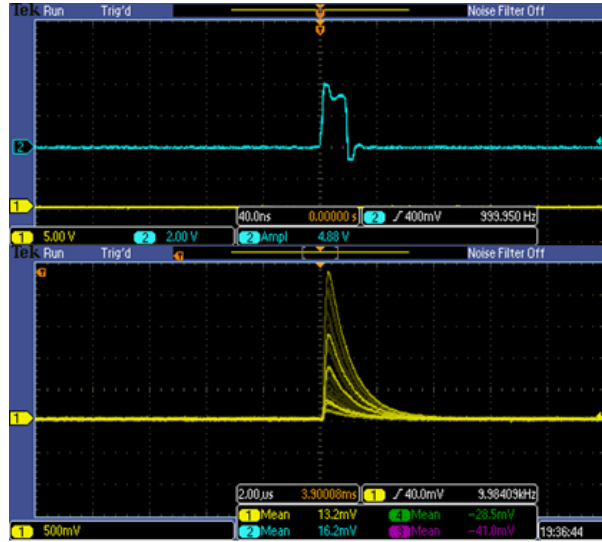 Tek Run Trig'd Noise Filter Off
T
T
2
1
40.0ns 0.00000 s 2 ƒ 400mV 999.950 Hz
1 5.00 V 2 2.00 V 2 Ampl 4.88 V
Tek Run Trig'd T Noise Filter Off
T
1
2.00µs 3.90008ms 1 ƒ 40.0mV 9.98409kHz
1 Mean 13.2mV 4 Mean -28.5mV
2 Mean 16.2mV 3 Mean -41.0mV
1 500mV 19:36:44